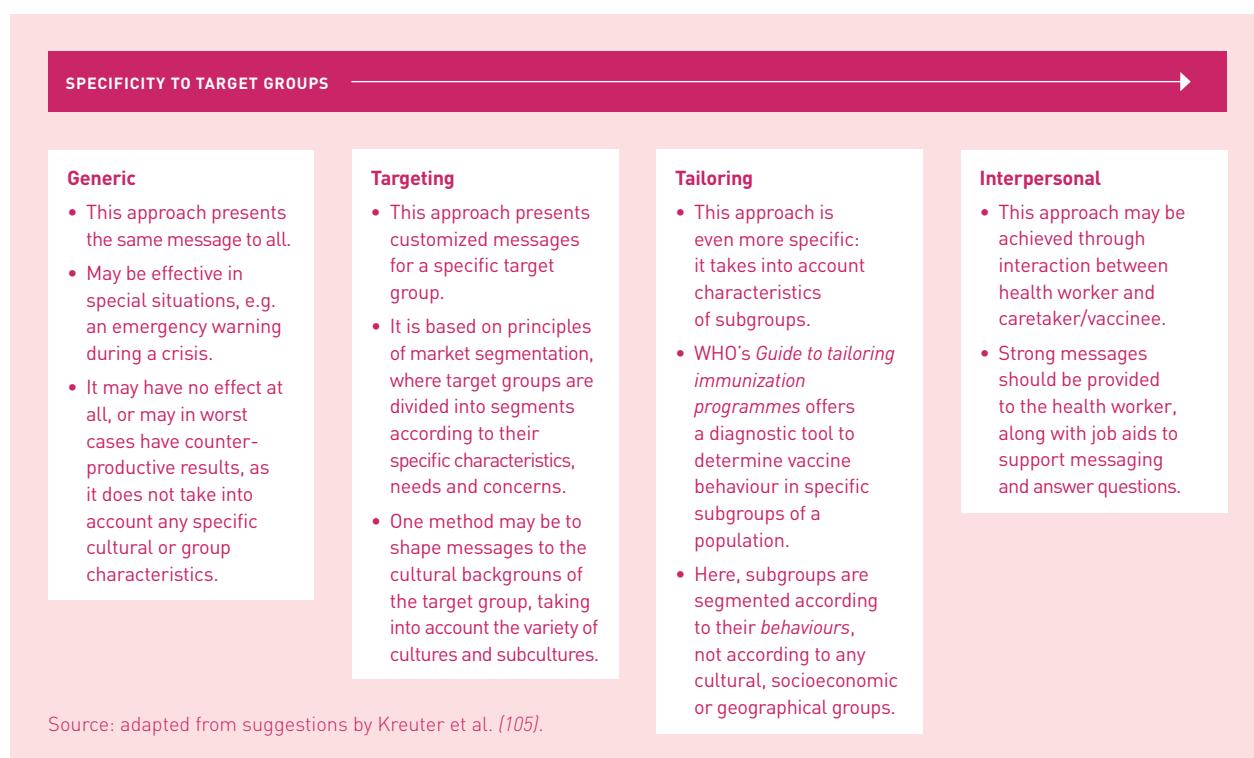 SPECIFICITY TO TARGET GROUPS
Generic
• This approach presents
the same message to all.
• May be effective in
special situations, e.g.
an emergency warning
during a crisis.
• It may have no effect at
all, or may in worst
cases have counter-
productive results, as
it does not take into
account any specific
cultural or group
characteristics.
Targeting
• This approach presents
customized messages
for a specific target
group.
• It is based on principles
of market segmentation,
where target groups are
divided into segments
according to their
specific characteristics,
needs and concerns.
• One method may be to
shape messages to the
cultural backgrouns of
the target group, taking
into account the variety of
cultures and subcultures.
Tailoring
• This approach is
even more specific:
it takes into account
characteristics
of subgroups.
• WHO's Guide to tailoring
immunization
programmes offers
a diagnostic tool to
determine vaccine
behaviour in specific
subgroups of a
population.
• Here, subgroups are
segmented according
to their behaviours,
not according to any
cultural, socioeconomic
or geographical groups.
Interpersonal
• This approach may be
achieved through
interaction between
health worker and
caretaker/vaccinee.
• Strong messages
should be provided
to the health worker,
along with job aids to
support messaging
and answer questions.
Source: adapted from suggestions by Kreuter et al. (105).